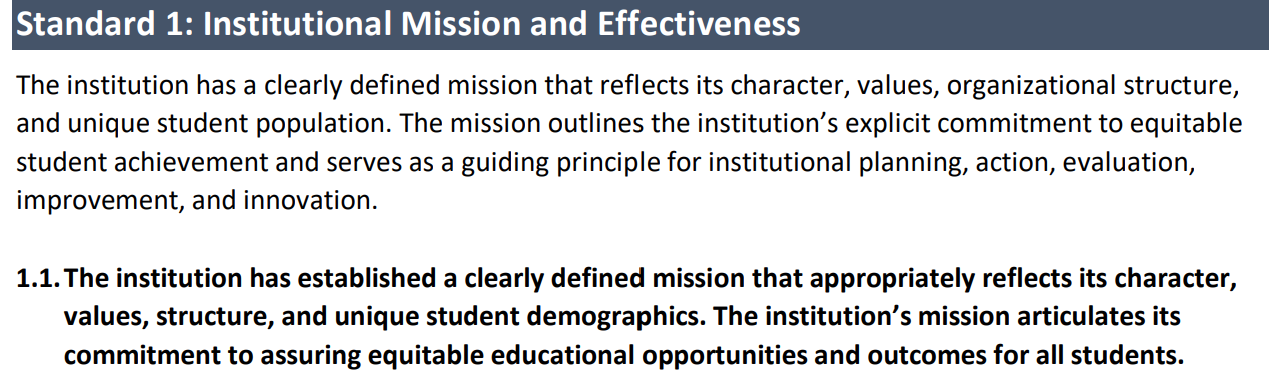 Standard 1: Institutional Mission and Effectiveness
The institution has a clearly defined mission that reflects its character, values, organizational structure,
and unique student population. The mission outlines the institution’s explicit commitment to equitable
student achievement and serves as a guiding principle for institutional planning, action, evaluation,
improvement, and innovation.
1.1. The institution has established a clearly defined mission that appropriately reflects its character,
values, structure, and unique student demographics. The institution’s mission articulates its
commitment to assuring equitable educational opportunities and outcomes for all students.